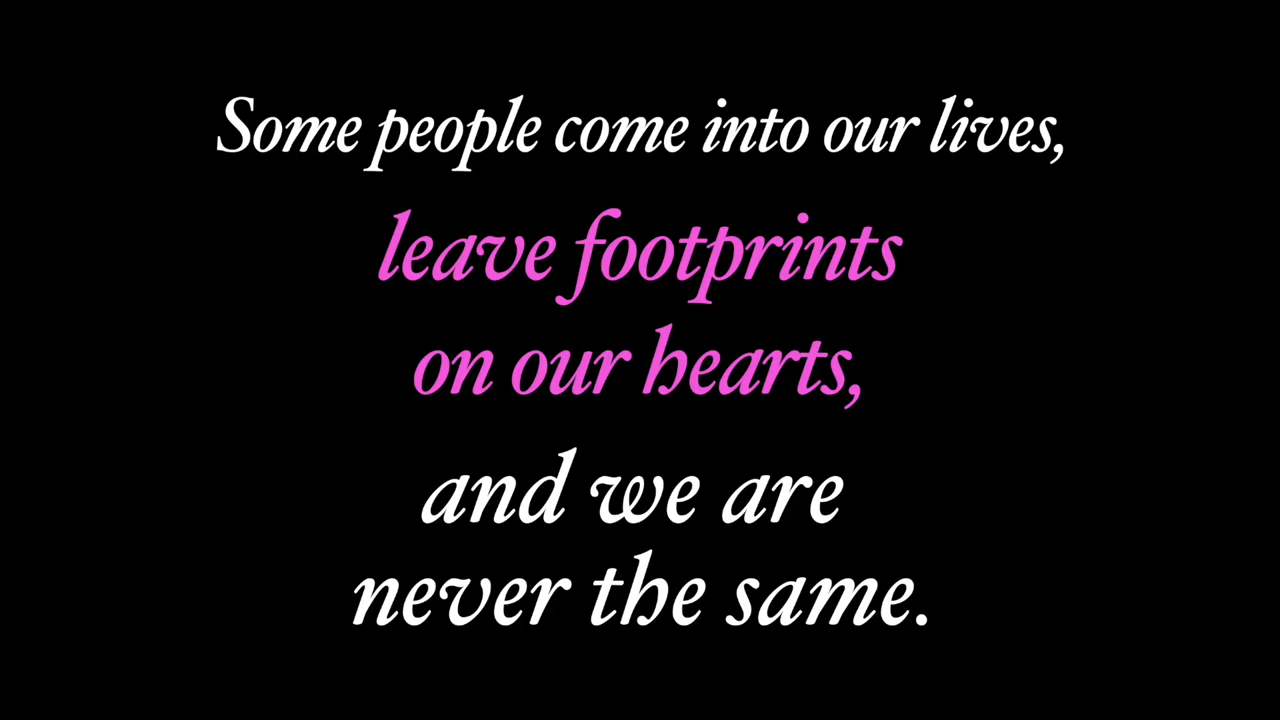 Some people come into our lives,
leave footprints
on our hearts,
and we are
never the same.